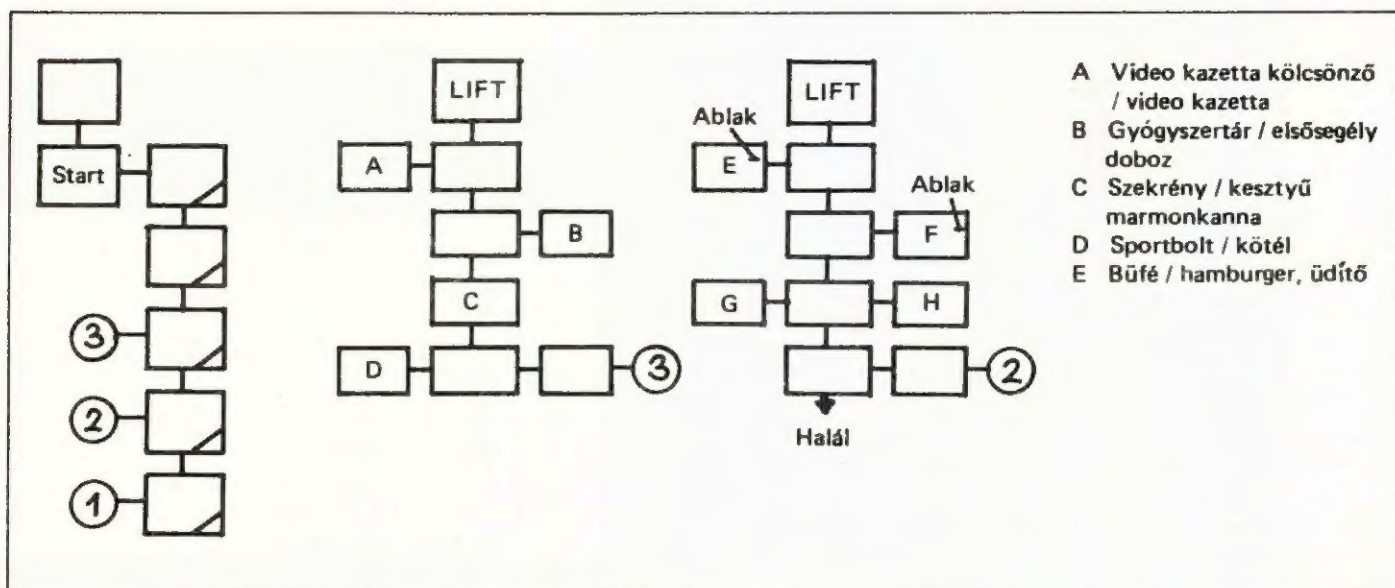 Start
3
2
1
LIFT
A
B
C
D
3
LIFT
Ablak
E
Ablak
F
G
H
2
Halál
A Video kazetta kölcsönző
/ video kazetta
B Gyógyszertár / elsősegély
doboz
C Szekrény / kesztyű
marmonkanna
D Sportbolt / kötél
E Büfé / hamburger, üdítő